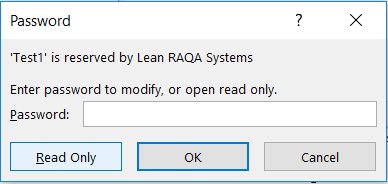 Password
?
'Test1' is reserved by Lean RAQA Systems
Enter password to modify, or open read only.
Password:
Read Only
OK
Cancel